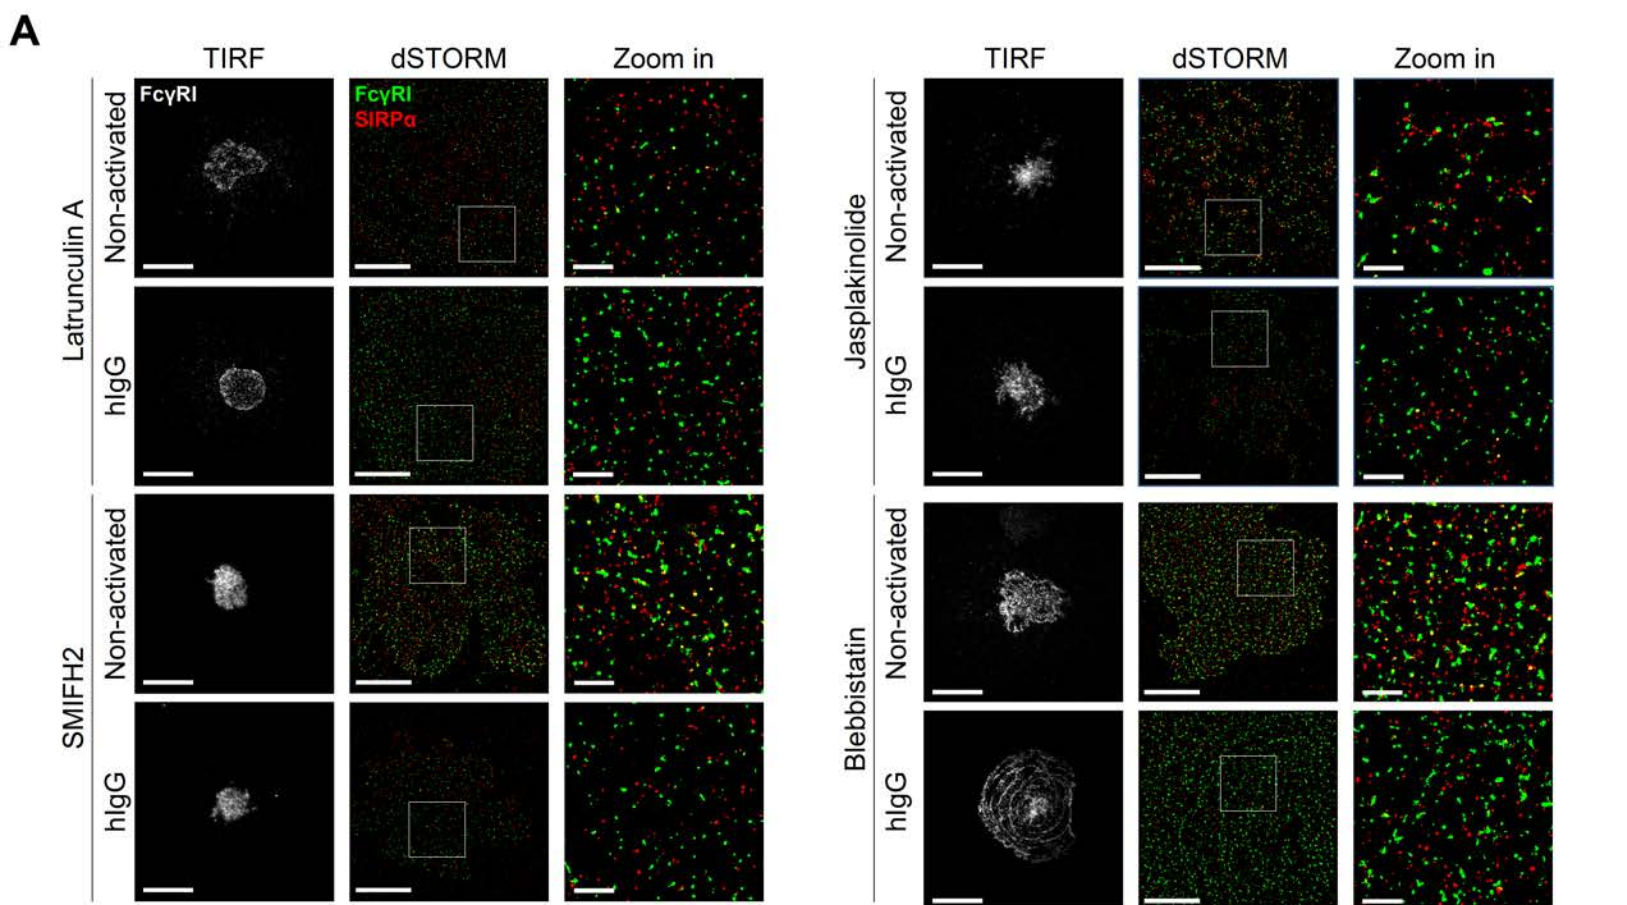 A
TIRF dSTORM Zoom in
Latrunculin A
Non-activated
FcγRI
FcγRI
SIRPα
hIgG
SMIFH2
Non-activated
hIgG
TIRF dSTORM Zoom in
Jasplakinolide
Non-activated
hIgG
Blebbistatin
Non-activated
hIgG